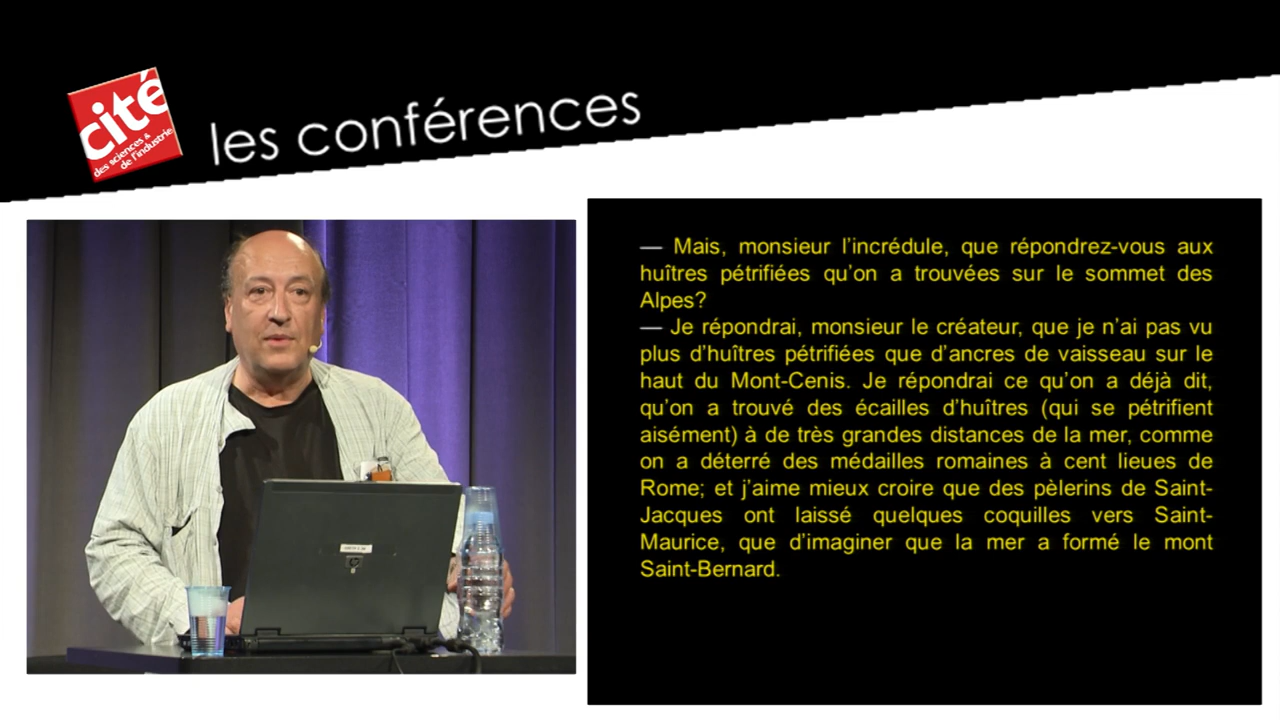 cité
des sciences &
de l'industrie
les conférences
— Mais, monsieur l'incrédule, que répondrez-vous aux
huîtres pétrifiées qu'on a trouvées sur le sommet des
Alpes?
— Je répondrai, monsieur le créateur, que je n'ai pas vu
plus d'huîtres pétrifiées que d'ancres de vaisseau sur le
haut du Mont-Cenis. Je répondrai ce qu'on a déjà dit,
qu'on a trouvé des écailles d'huîtres (qui se pétrifient
aisément) à de très grandes distances de la mer, comme
on a déterré des médailles romaines à cent lieues de
Rome; et j'aime mieux croire que des pèlerins de Saint-
Jacques ont laissé quelques coquilles vers Saint-
Maurice, que d'imaginer que la mer a formé le mont
Saint-Bernard.